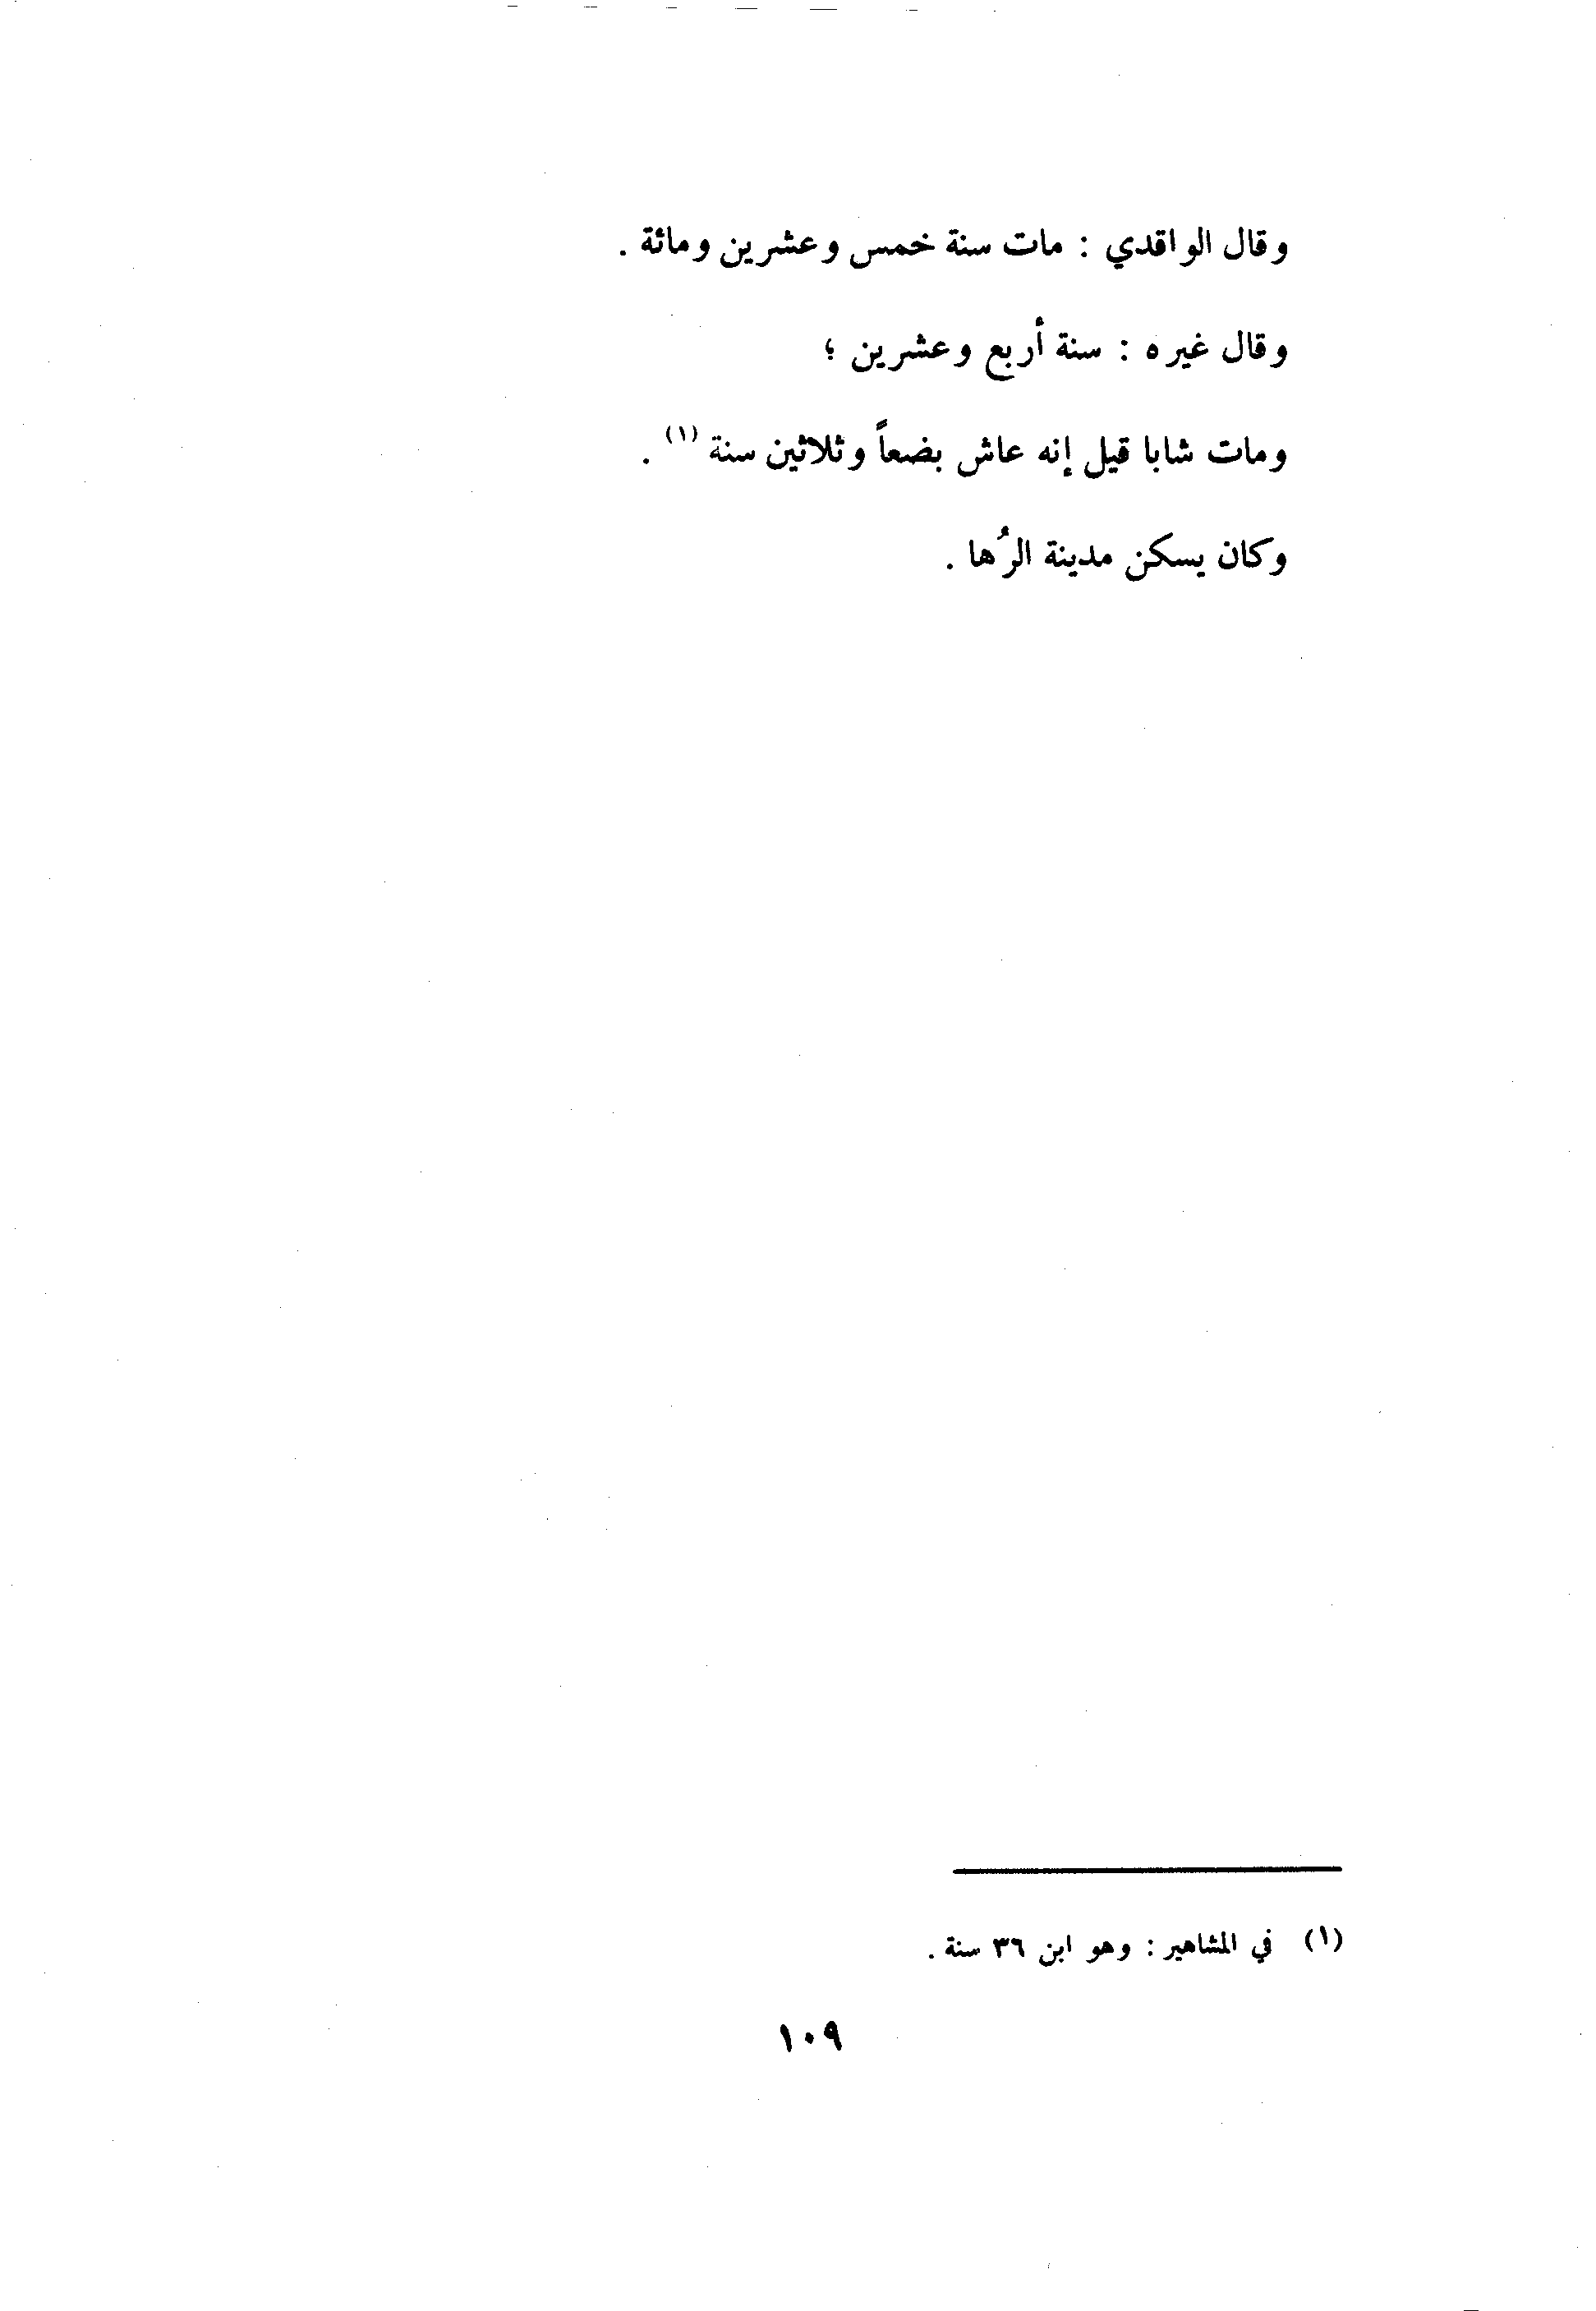 وقال الواقدي : مات سنة خمس وعشرين ومائة .
وقال غيره : سنة أربع وعشرين ؛
ومات شابا قيل إنه عاش بضعاً وثلاثين سنة (١) .
وكان يسكن مدينة الرُها .
(١) في المشاهير : وهو ابن ٣٦ سنة .
١٠٩